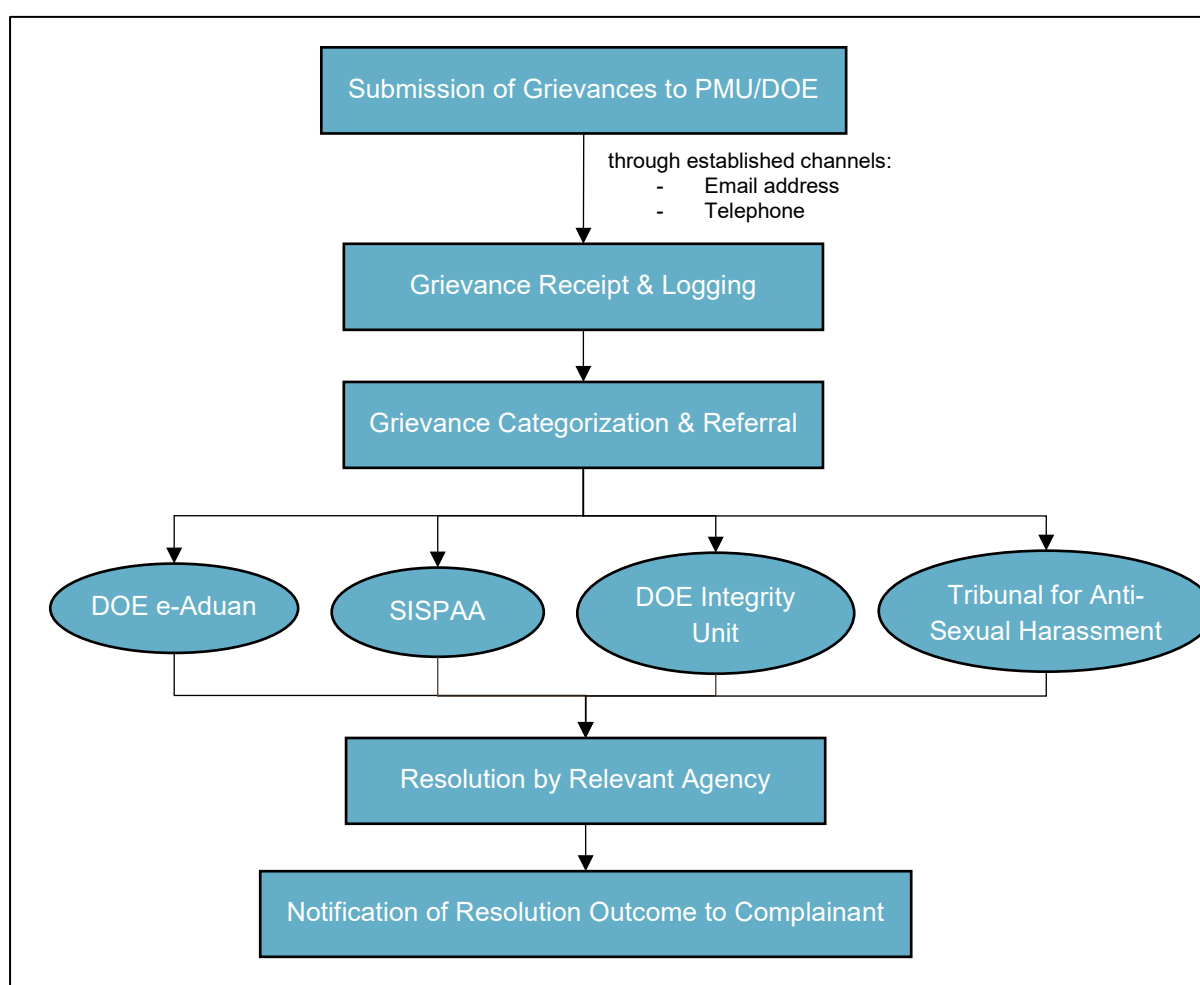 Submission of Grievances to PMU/DOE
through established channels:
- Email address
- Telephone
Grievance Receipt & Logging
Grievance Categorization & Referral
DOE e-Aduan
SISPAA
DOE Integrity
Unit
Tribunal for Anti-
Sexual Harassment
Resolution by Relevant Agency
Notification of Resolution Outcome to Complainant